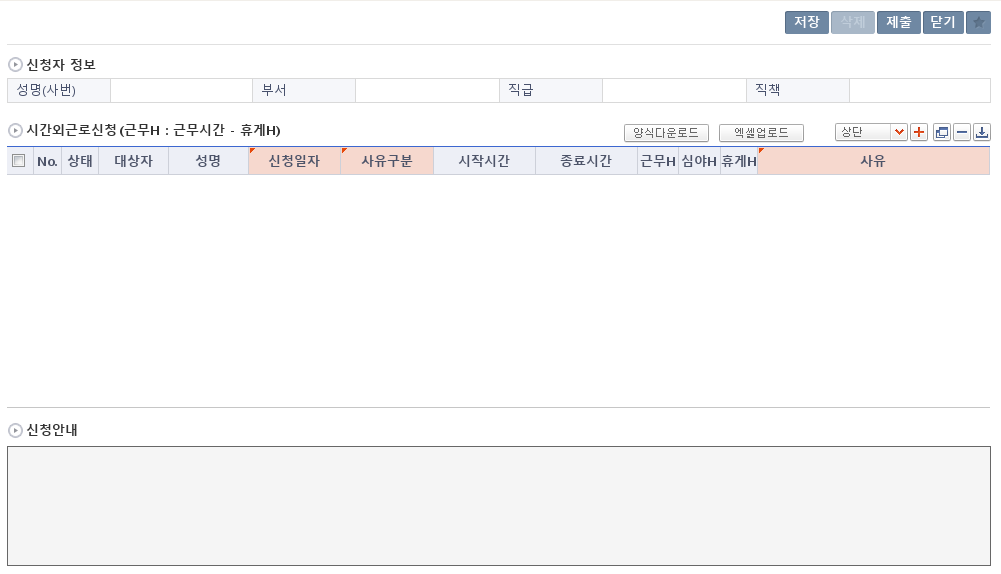 저장 삭제 제출 닫기
신청자 정보
성명(사번) 부서 직급 직책
시간외근로신청(근무H : 근무시간 - 휴게H) 양식다운로드 엑셀업로드 상단
No. 상태 대상자 성명 신청일자 사유구분 시작시간 종료시간 근무H 심야H 휴게H 사유
신청안내